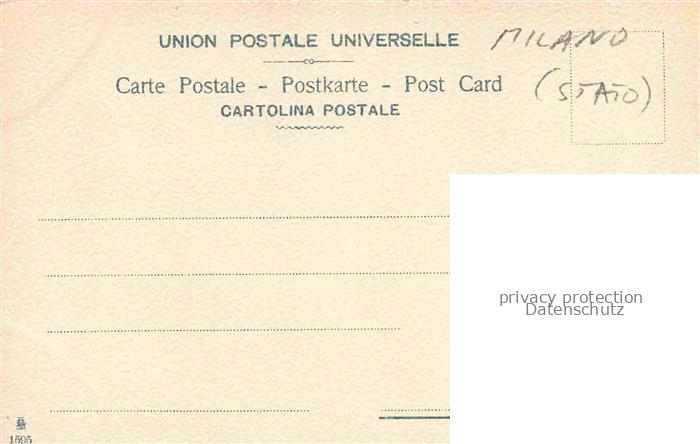 UNION POSTALE UNIVERSELLE
MILANO
Carte Postale - Postkarte - Post Card
(STATO)
CARTOLINA POSTALE
privacy protection
Datenschutz
1595